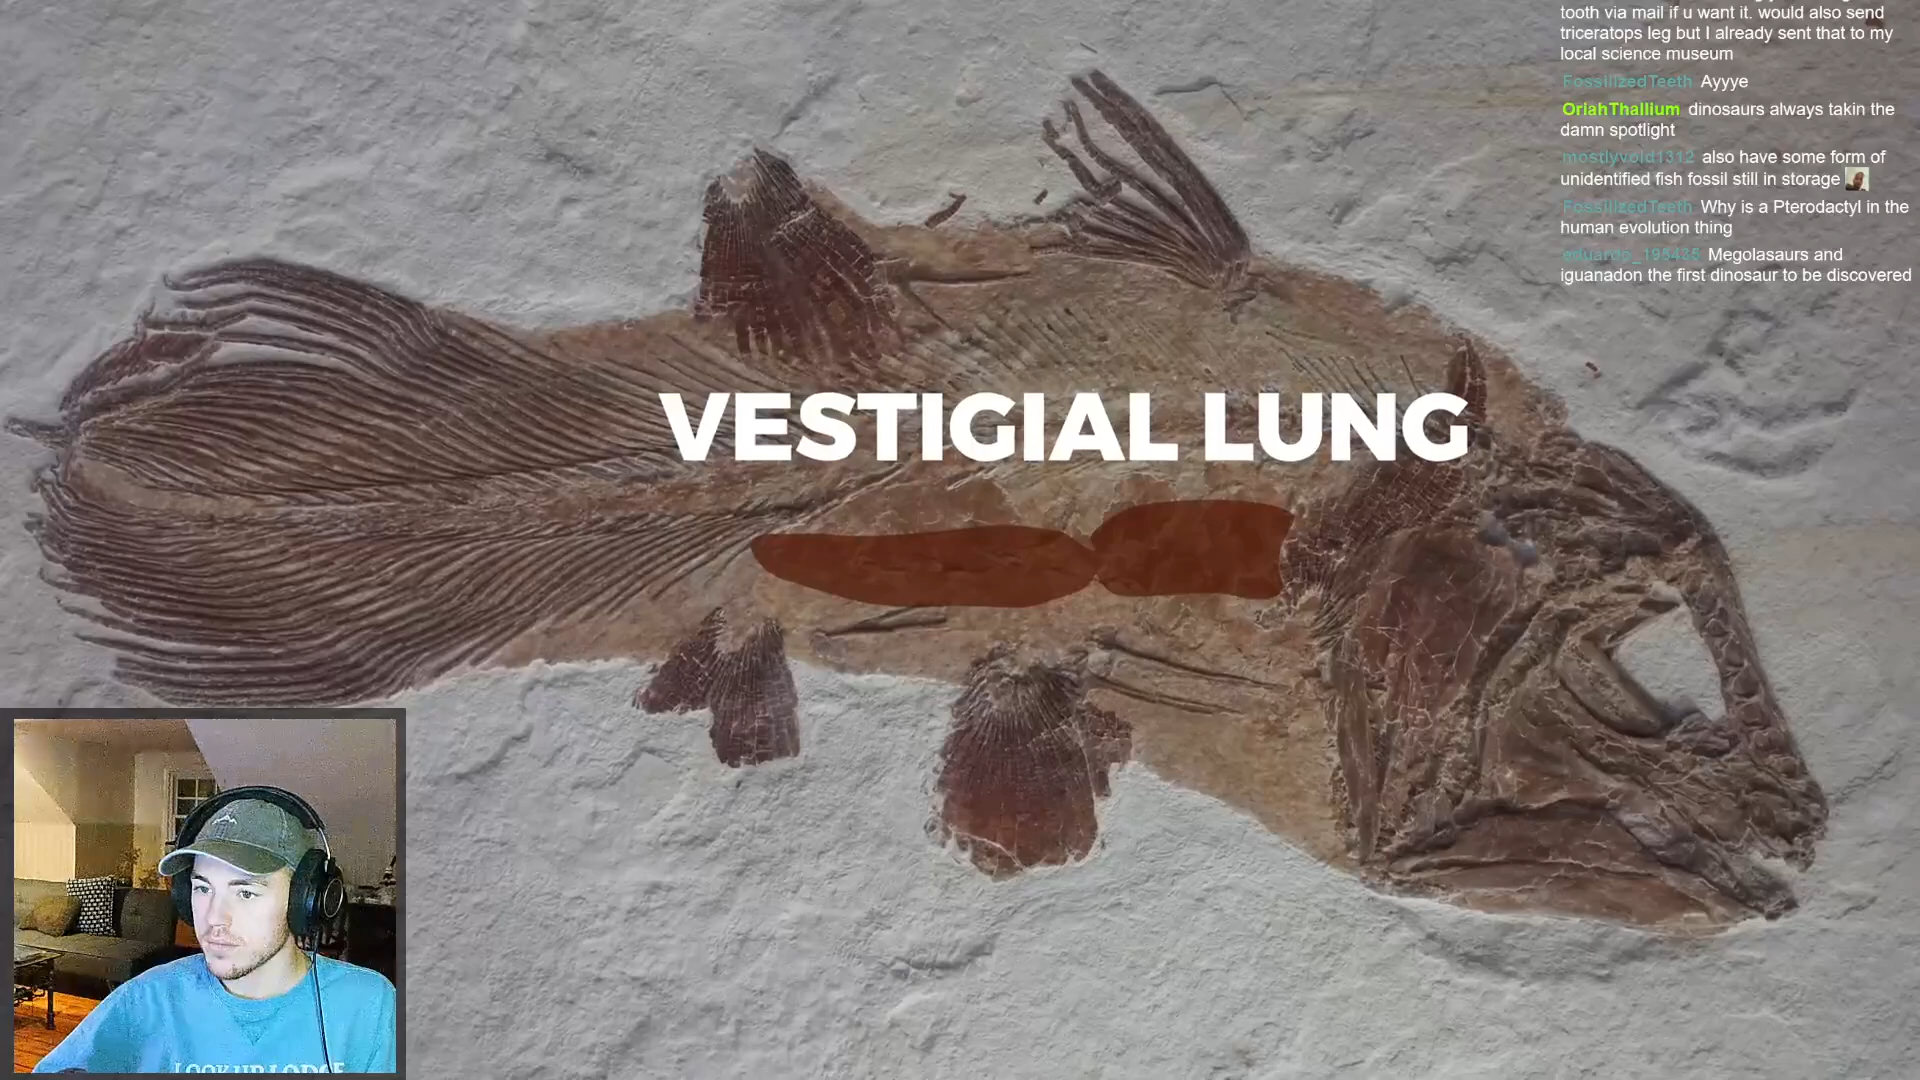 tooth via mail if u want it. would also send
triceratops leg but I already sent that to my
local science museum
FossilizedTeeth Ayyye
OriahThallium dinosaurs always takin the
damn spotlight
mostlyvoid1312 also have some form of
unidentified fish fossil still in storage
FossilizedTeeth Why is a Pterodactyl in the
human evolution thing
Megolasaurs and
iguanadon the first dinosaur to be discovered
VESTIGIAL LUNG
LOOKUP LODGE